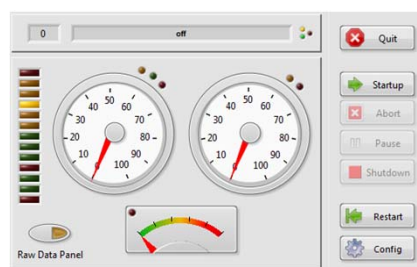 0 off
Quit
Startup
Abort
Pause
Shutdown
Restart
Config
40 50 60
30 70
20 80
10 90
0 100
40 50 60
30 70
20 80
10 90
0 100
Raw Data Panel